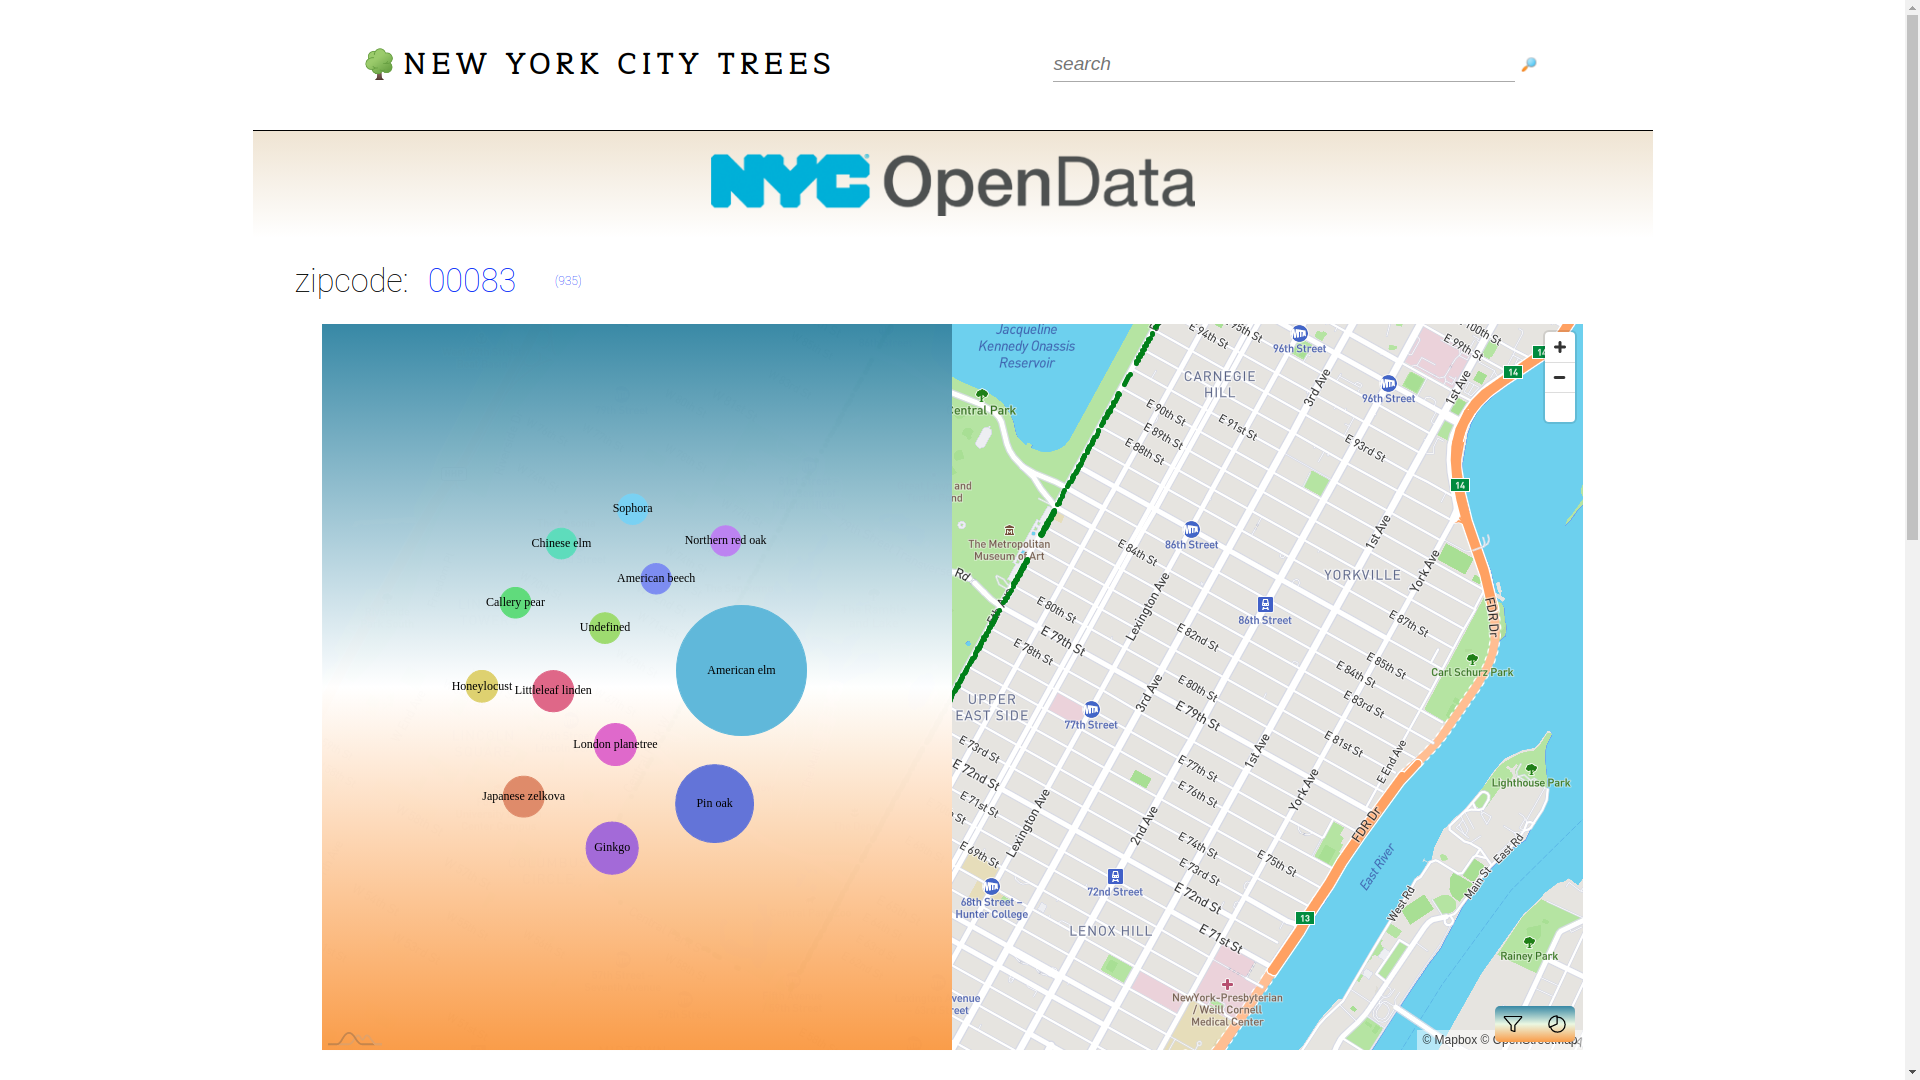 NEW YORK CITY TREES
search
NYC OpenData
zipcode: 00083 (935)
Sophora
Northern red oak
Chinese elm
American beech
Callery pear
Undefined
American elm
Honeylocust
Littleleaf linden
London planetree
Japanese zelkova
Pin oak
Ginkgo
Jacqueline
Kennedy Onassis
Reservoir
E 94th St
95th St
96th Street
100th St
E 99th St
14
14
CARNEGIE
HILL
3rd Ave
96th Street
1st Ave
Central Park
E 90th St
E 89th St
E 88th St
E 91st St
E 93rd St
and
14
The Metropolitan
Museum of Art
86th Street
E 84th St
1st Ave
York Ave
YORKVILLE
Rd
5th Ave
E 80th St
E 79th St
E 78th St
Lexington Ave
86th Street
E 82nd St
E 87th St
FDR Dr
E 85th St
E 84th St
E 83rd St
Carl Schurz Park
UPPER
EAST SIDE
3rd Ave
E 80th St
E 79th St
77th Street
E 73rd St
E 72nd St
E 71st St
1st Ave
E 81st St
E End Ave
E 77th St
E 76th St
York Ave
Lighthouse Park
St
E 69th St
Lexington Ave
2nd Ave
E 74th St
E 73rd St
E 72nd St
E 75th St
FDR Dr
East River
East Rd
Main St
West Rd
72nd Street
68th Street –
Hunter College
13
LENOX HILL
E 71st St
Rainey Park
NewYork-Presbyterian
/ Weill Cornell
Medical Center
© Mapbox © OpenStreetMap